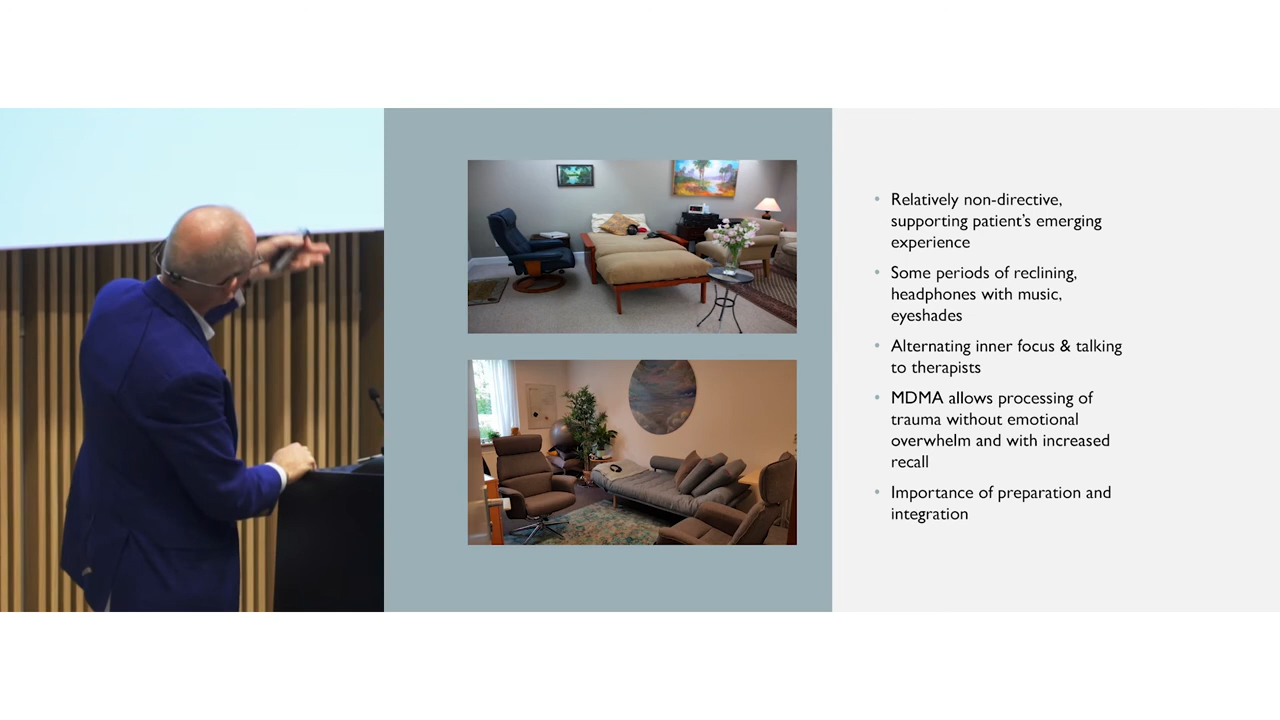 • Relatively non-directive,
supporting patient's emerging
experience
• Some periods of reclining,
headphones with music,
eyeshades
• Alternating inner focus & talking
to therapists
• MDMA allows processing of
trauma without emotional
overwhelm and with increased
recall
• Importance of preparation and
integration